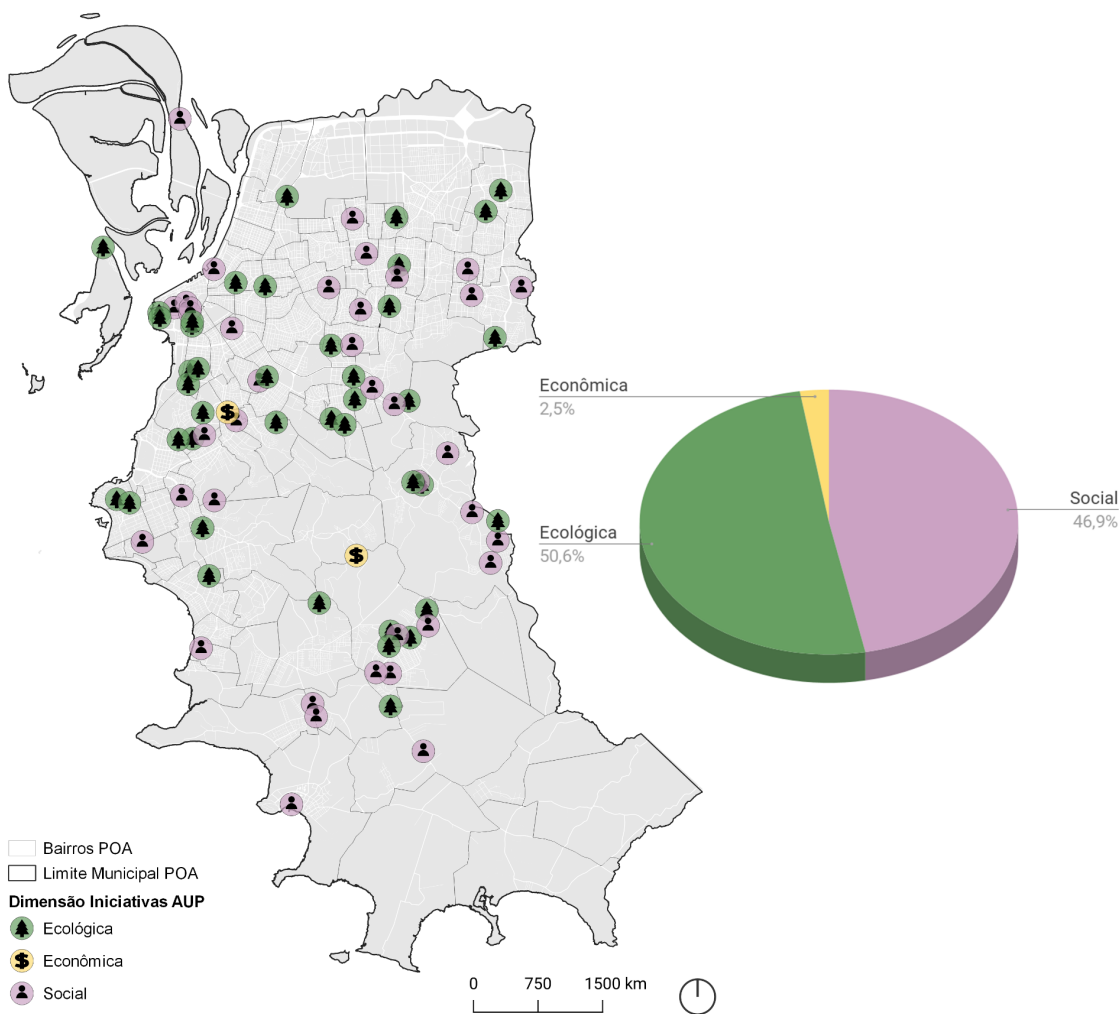 Econômica
2,5%
Social
46,9%
Ecológica
50,6%
Bairros POA
Limite Municipal POA
Dimensão Iniciativas AUP
Ecológica
Econômica
Social
0 750 1500 km